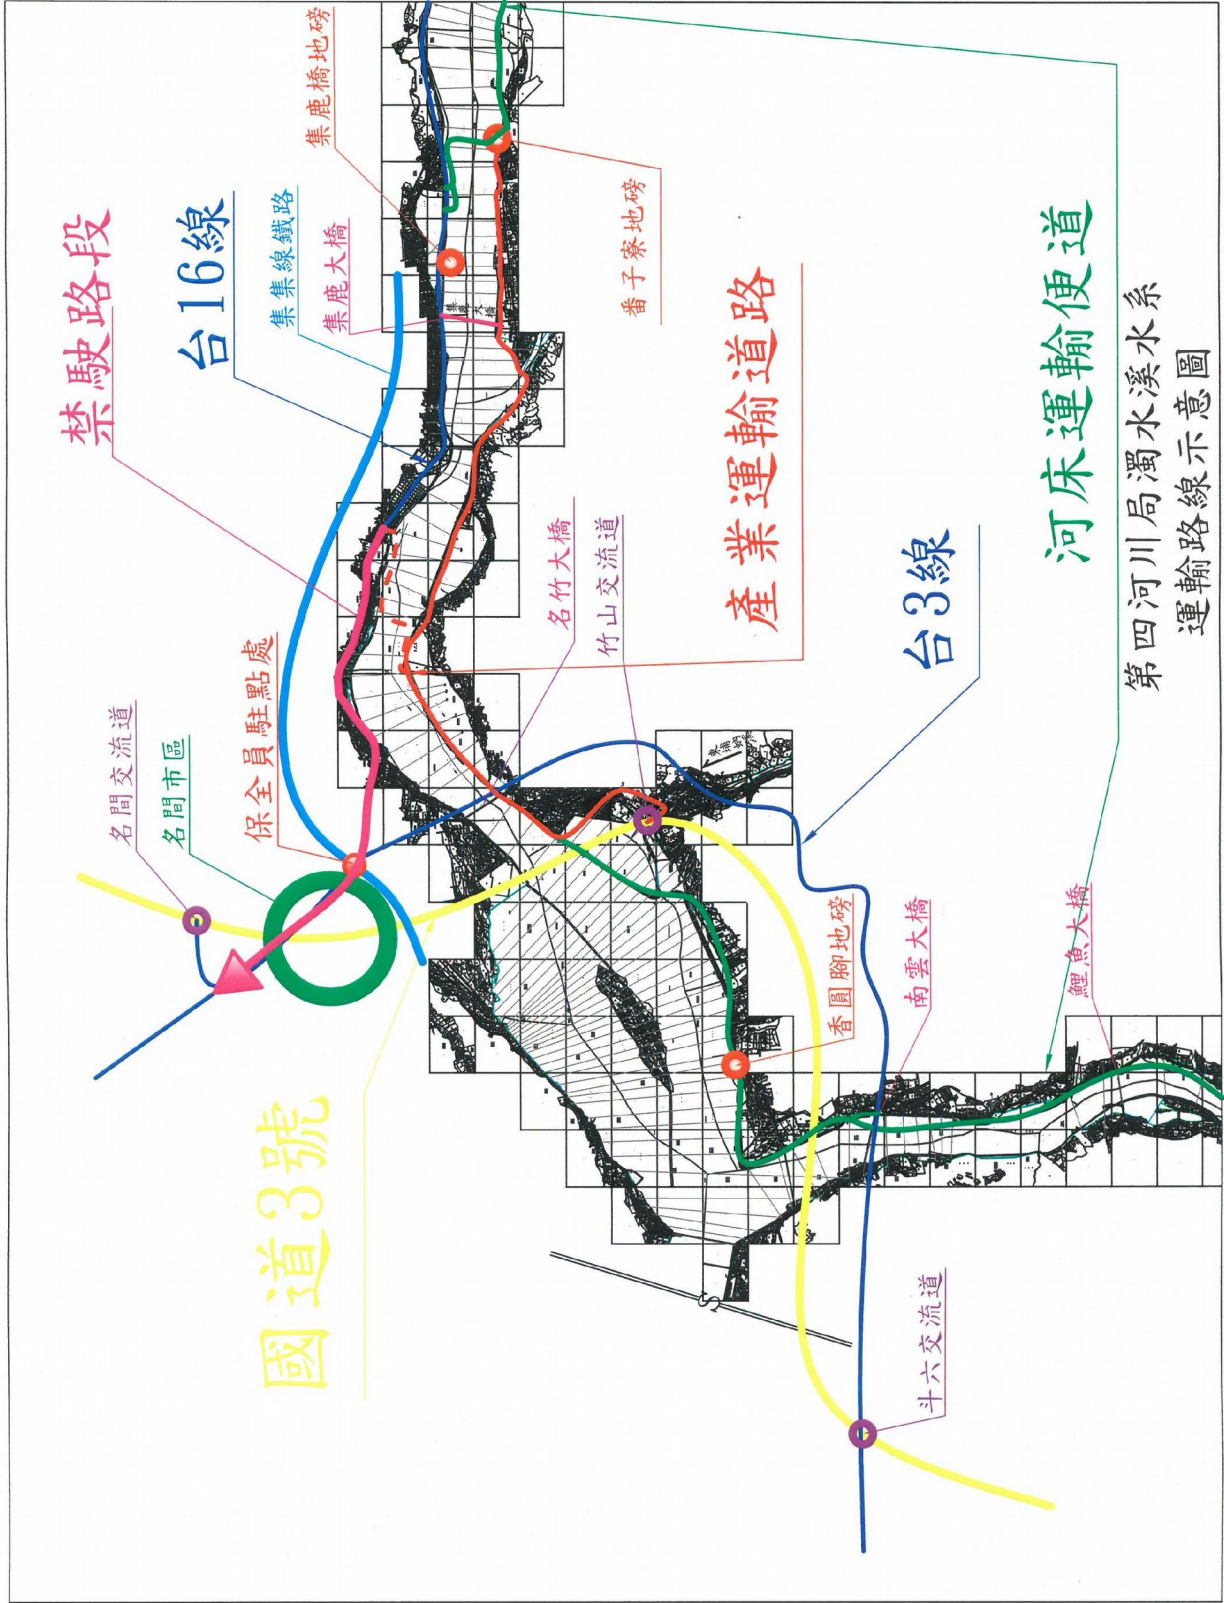 第四河川局濁水溪水系
運輸路線示意圖
禁駛路段
台16線
集集線鐵路
集鹿大橋
集鹿橋地磅
番子寮地磅
產業運輸道路
河床運輸便道
台3線
名竹大橋
竹山交流道
保全員駐點處
名間市區
名間交流道
國道3號
香圓腳地磅
南雲大橋
鯉魚大橋
斗六交流道
集鹿大橋